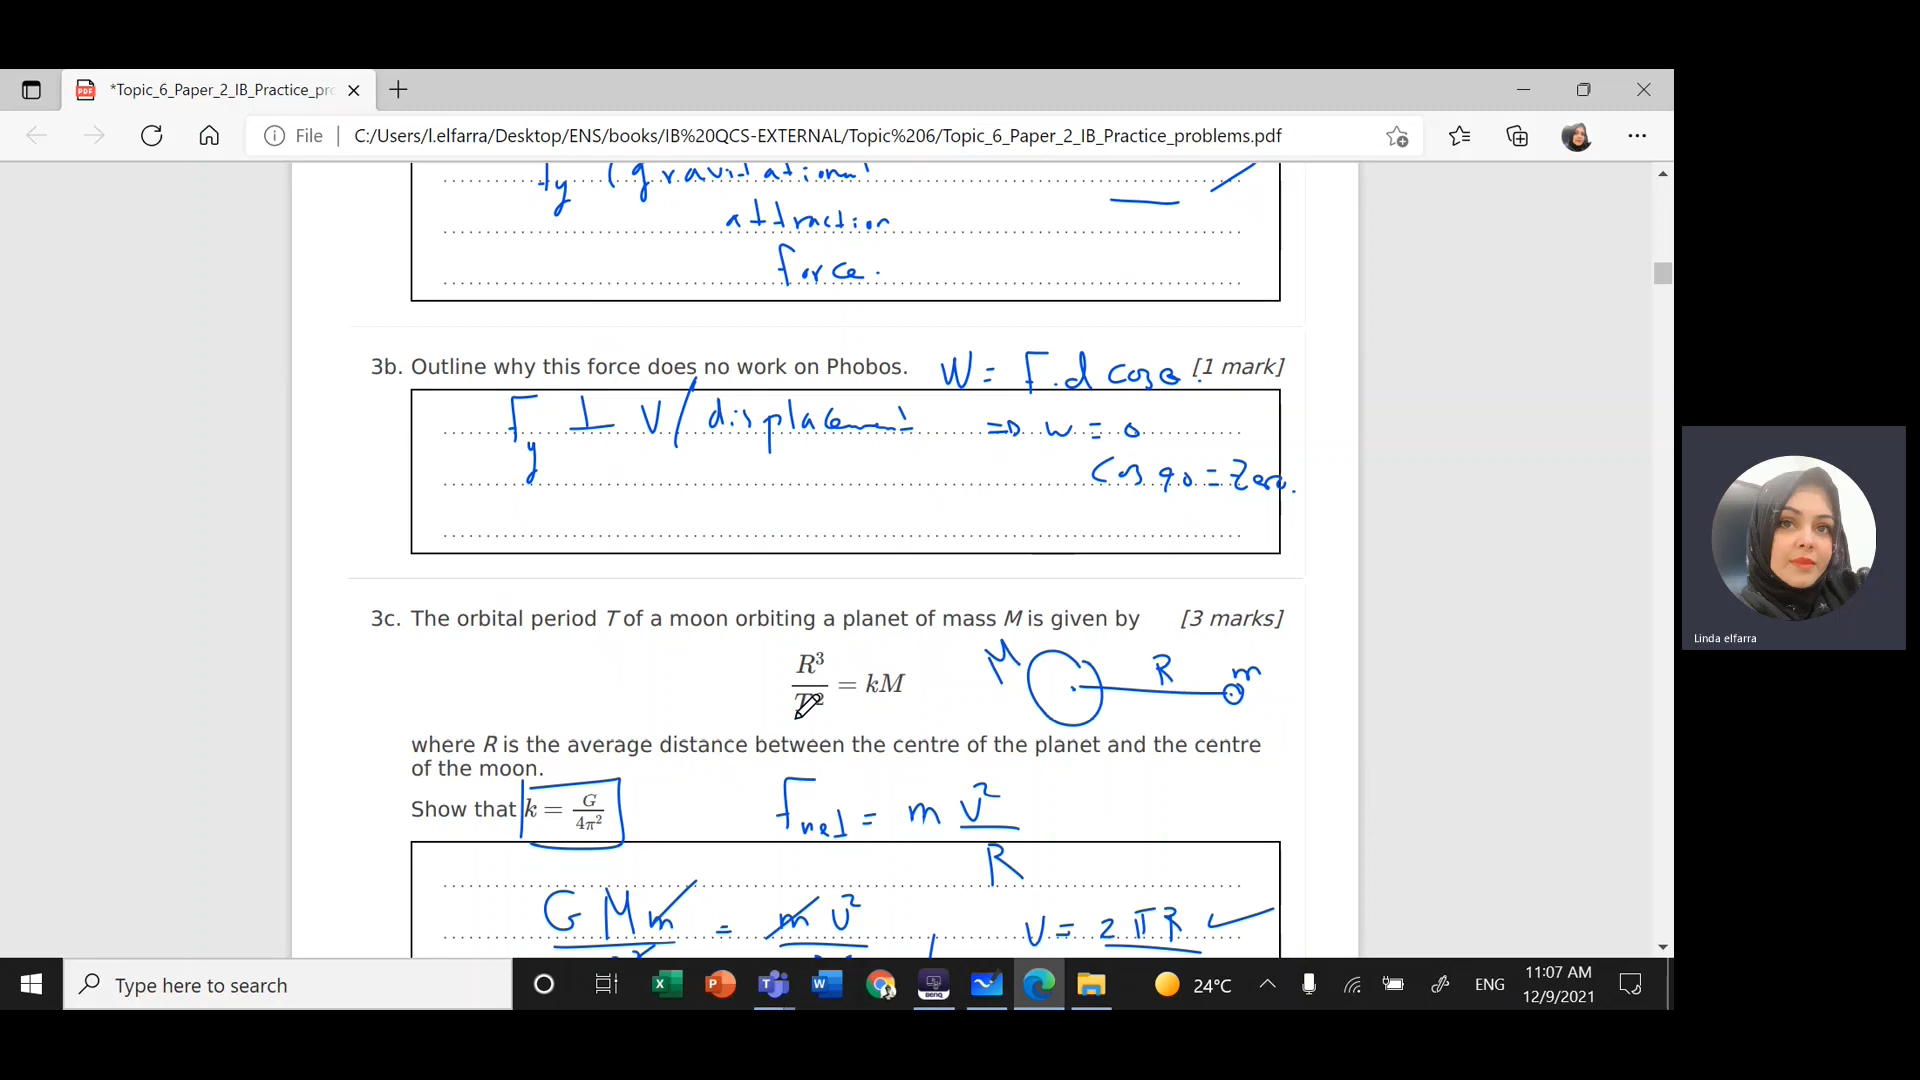 *Topic_6_Paper_2_IB_Practice_pro
File
C:/Users/l.elfarra/Desktop/ENS/books/IB%20QCS-EXTERNAL/Topic%206/Topic_6_Paper_2_IB_Practice_problems.pdf
(gravitational
attraction
force.
3b. Outline why this force does no work on Phobos. W = F.d cosθ. [1 mark]
Fy ⊥ V/displacement => W = 0
Cos 90 = Zero.
3c. The orbital period T of a moon orbiting a planet of mass M is given by [3 marks]
R³/T² = kM
M R m
where R is the average distance between the centre of the planet and the centre
of the moon.
Show that k = G/4π²
Fnet = m v²/R
G M m = m v² v = 2πR
Linda elfarra
Type here to search
24°C
ENG
11:07 AM
12/9/2021